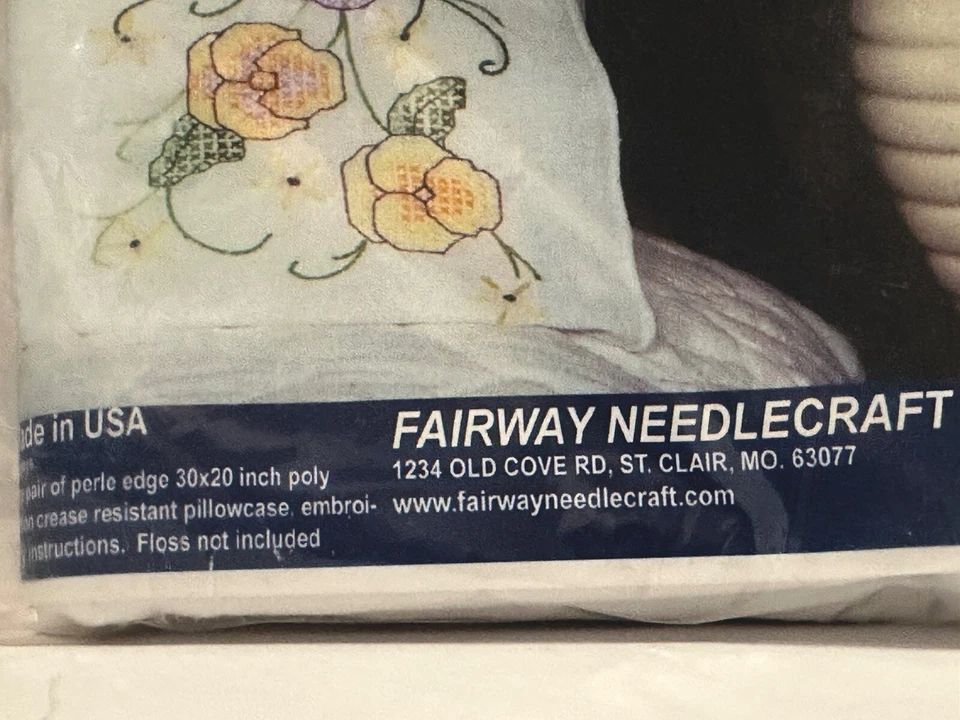 ade in USA
pair of perle edge 30x20 inch poly
crease resistant pillowcase, embroi-
instructions. Floss not included
FAIRWAY NEEDLECRAFT
1234 OLD COVE RD, ST. CLAIR, MO. 63077
www.fairwayneedlecraft.com